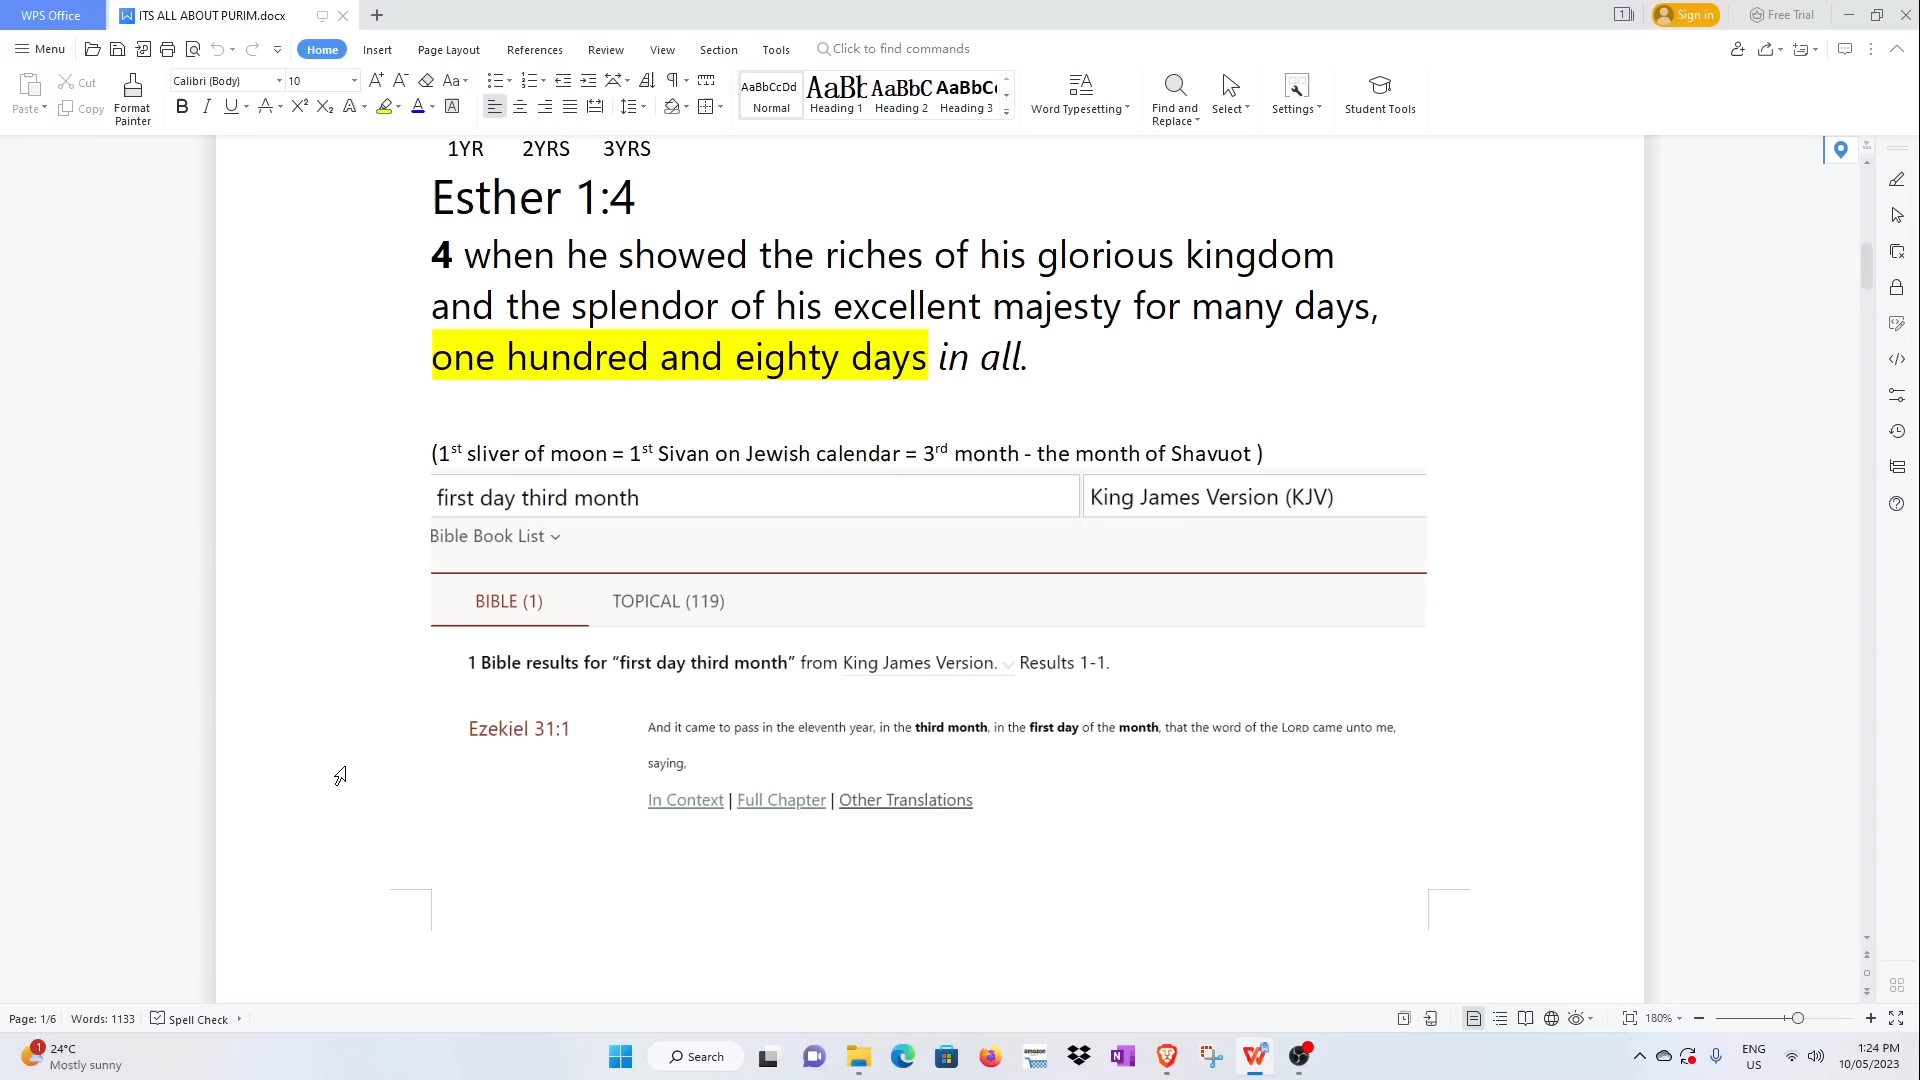 WPS Office
ITS ALL ABOUT PURIM.docx
1
Sign in
Free Trial
Menu
Home
Insert
Page Layout
References
Review
View
Section
Tools
Click to find commands
Paste
Cut
Copy
Format Painter
Calibri (Body)
10
AaBbCcDd
Normal
AaBb
Heading 1
AaBbC
Heading 2
AaBbC
Heading 3
Word Typesetting
Find and Replace
Select
Settings
Student Tools
1YR 2YRS 3YRS
Esther 1:4
4 when he showed the riches of his glorious kingdom
and the splendor of his excellent majesty for many days,
one hundred and eighty days in all.
(1st sliver of moon = 1st Sivan on Jewish calendar = 3rd month - the month of Shavuot )
first day third month
King James Version (KJV)
Bible Book List
BIBLE (1)
TOPICAL (119)
1 Bible results for “first day third month” from King James Version. Results 1-1.
Ezekiel 31:1
And it came to pass in the eleventh year, in the third month, in the first day of the month, that the word of the LORD came unto me,
saying,
In Context | Full Chapter | Other Translations
Page: 1/6
Words: 1133
Spell Check
180%
1
24°C
Mostly sunny
Search
amazon
ENG
US
1:24 PM
10/05/2023